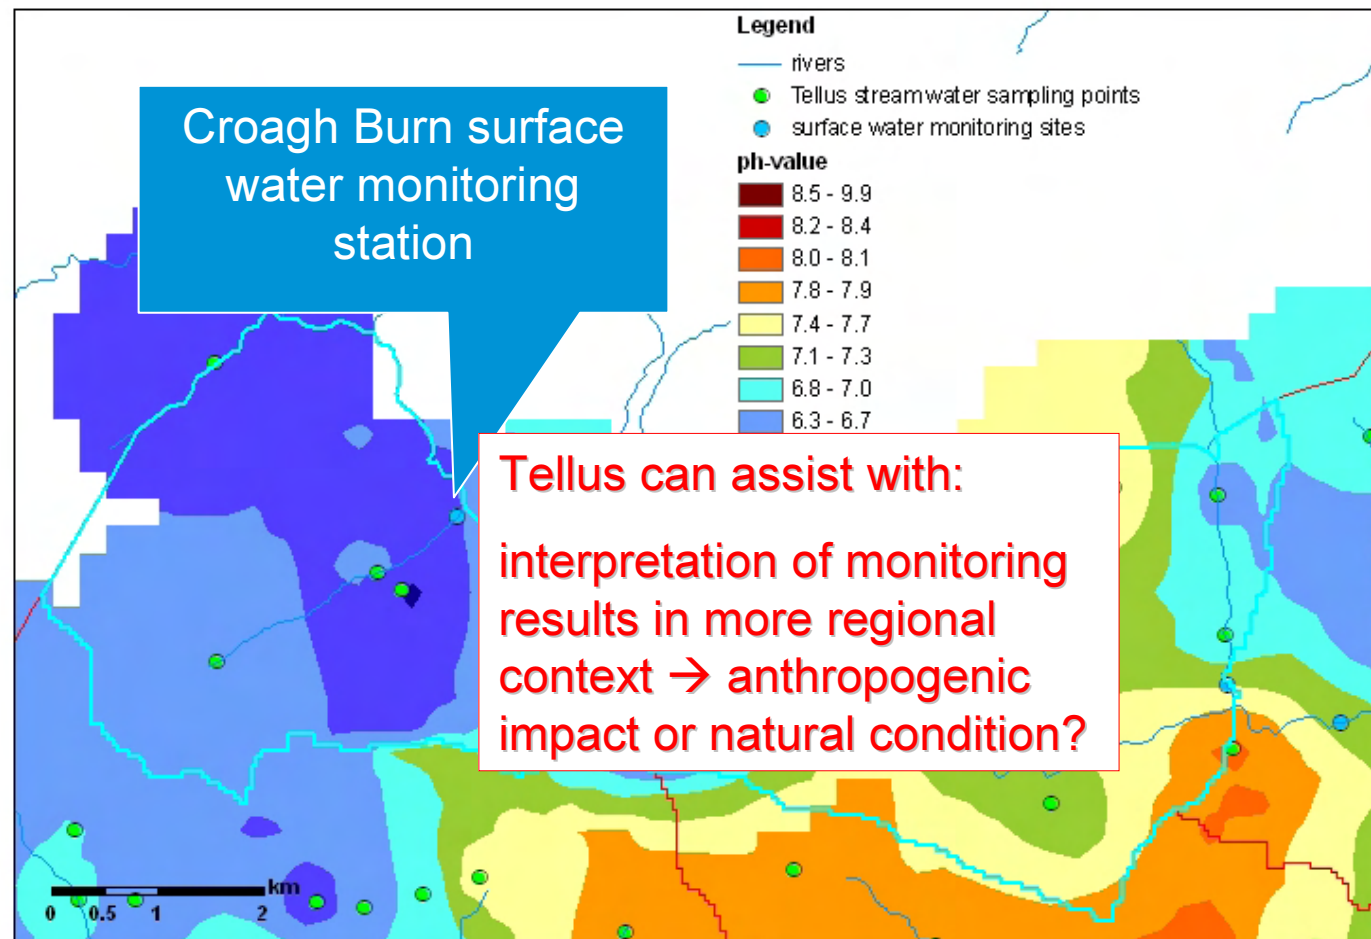 Croagh Burn surface
water monitoring
station
Legend
rivers
Tellus streamwater sampling points
surface water monitoring sites
ph-value
8.5 - 9.9
8.2 - 8.4
8.0 - 8.1
7.8 - 7.9
7.4 - 7.7
7.1 - 7.3
6.8 - 7.0
6.3 - 6.7
Tellus can assist with:
interpretation of monitoring
results in more regional
context → anthropogenic
impact or natural condition?
km
0 0.5 1 2